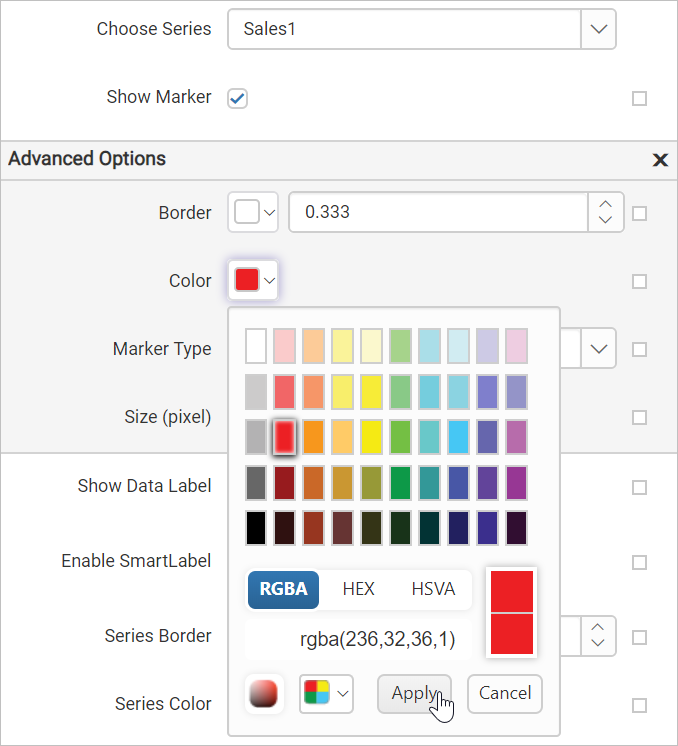 Choose Series Sales1
Show Marker
Advanced Options X
Border 0.333
Color
Marker Type
Size (pixel)
Show Data Label
Enable SmartLabel
RGBA HEX HSVA
Series Border rgba(236,32,36,1)
Series Color Apply Cancel